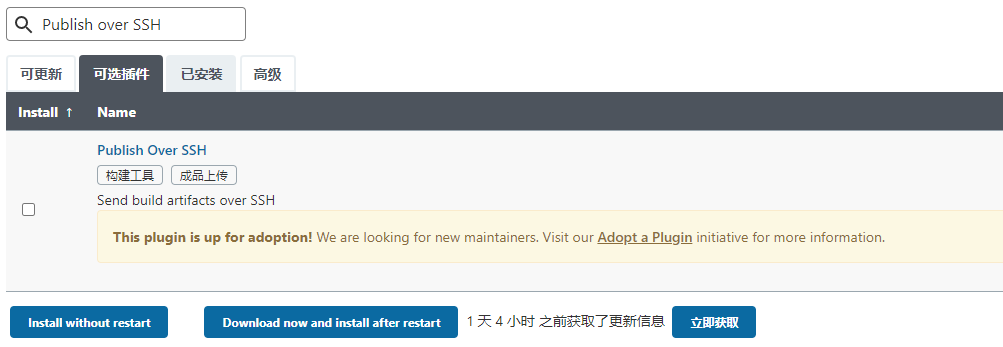 Publish over SSH
可更新 可选插件 已安装 高级
Install ↑ Name
Publish Over SSH
构建工具 成品上传
Send build artifacts over SSH
This plugin is up for adoption! We are looking for new maintainers. Visit our Adopt a Plugin initiative for more information.
Install without restart Download now and install after restart 1 天 4 小时 之前获取了更新信息 立即获取